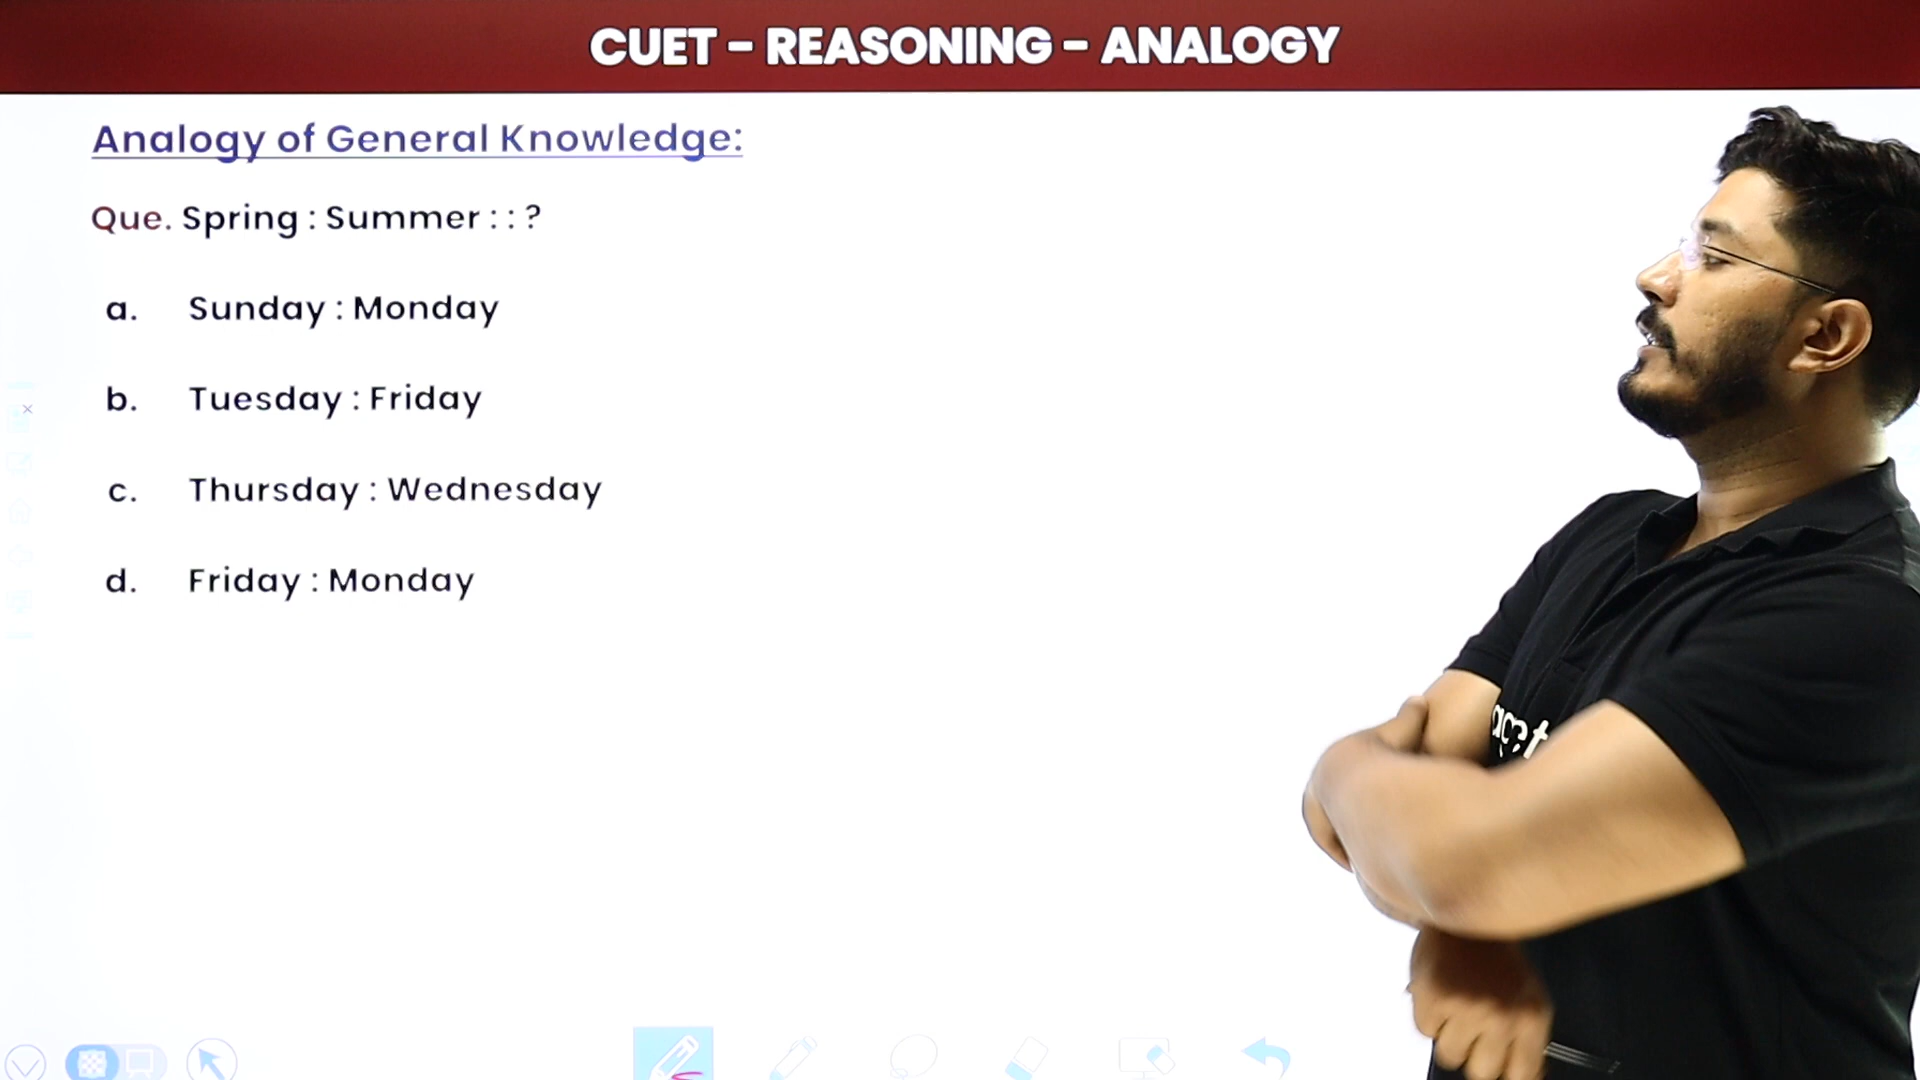 CUET - REASONING - ANALOGY
Analogy of General Knowledge:
Que. Spring : Summer : : ?
a. Sunday : Monday
b. Tuesday : Friday
c. Thursday : Wednesday
d. Friday : Monday